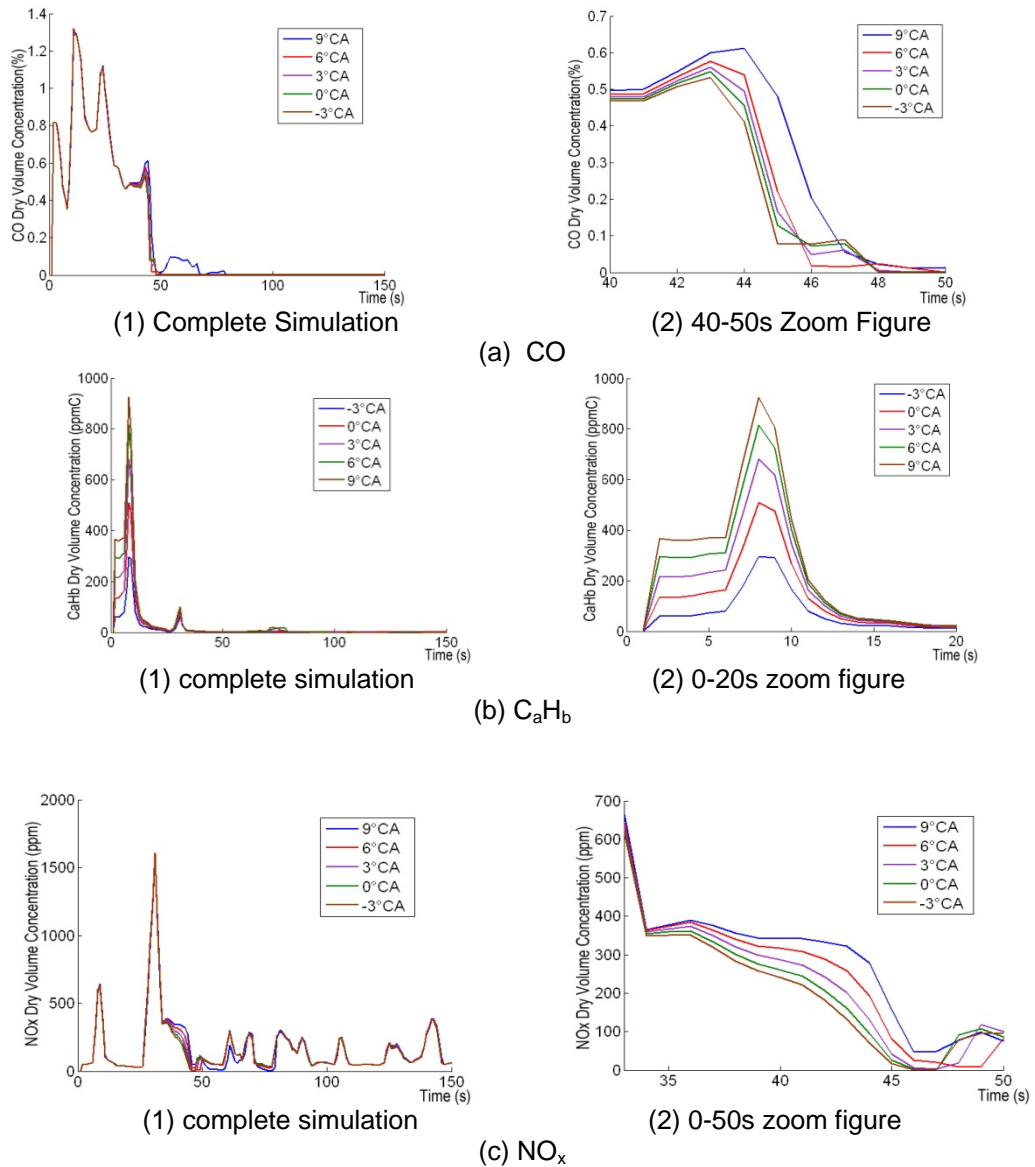 CO Dry Volume Concentration(%)
1.4
1.2
1
0.8
0.6
0.4
0.2
0
0
50
100
150
Time (s)
9°CA
6°CA
3°CA
0°CA
-3°CA
(1) Complete Simulation
CO Dry Volume Concentration(%)
0.7
0.6
0.5
0.4
0.3
0.2
0.1
0
40
42
44
46
48
50
Time (s)
9°CA
6°CA
3°CA
0°CA
-3°CA
(2) 40-50s Zoom Figure
(a) CO
CaHb Dry Volume Concentration (ppmC)
1000
800
600
400
200
0
0
50
100
150
Time (s)
-3°CA
0°CA
3°CA
6°CA
9°CA
(1) complete simulation
CaHb Dry Volume Concentration (ppmC)
1000
800
600
400
200
0
0
5
10
15
20
Time (s)
-3°CA
0°CA
3°CA
6°CA
9°CA
(2) 0-20s zoom figure
(b) CaHb
NOx Dry Volume Concentration (ppm)
2000
1500
1000
500
0
0
50
100
150
Time (s)
9°CA
6°CA
3°CA
0°CA
-3°CA
(1) complete simulation
NOx Dry Volume Concentration (ppm)
700
600
500
400
300
200
100
0
35
40
45
50
Time (s)
9°CA
6°CA
3°CA
0°CA
-3°CA
(2) 0-50s zoom figure
(c) NOx